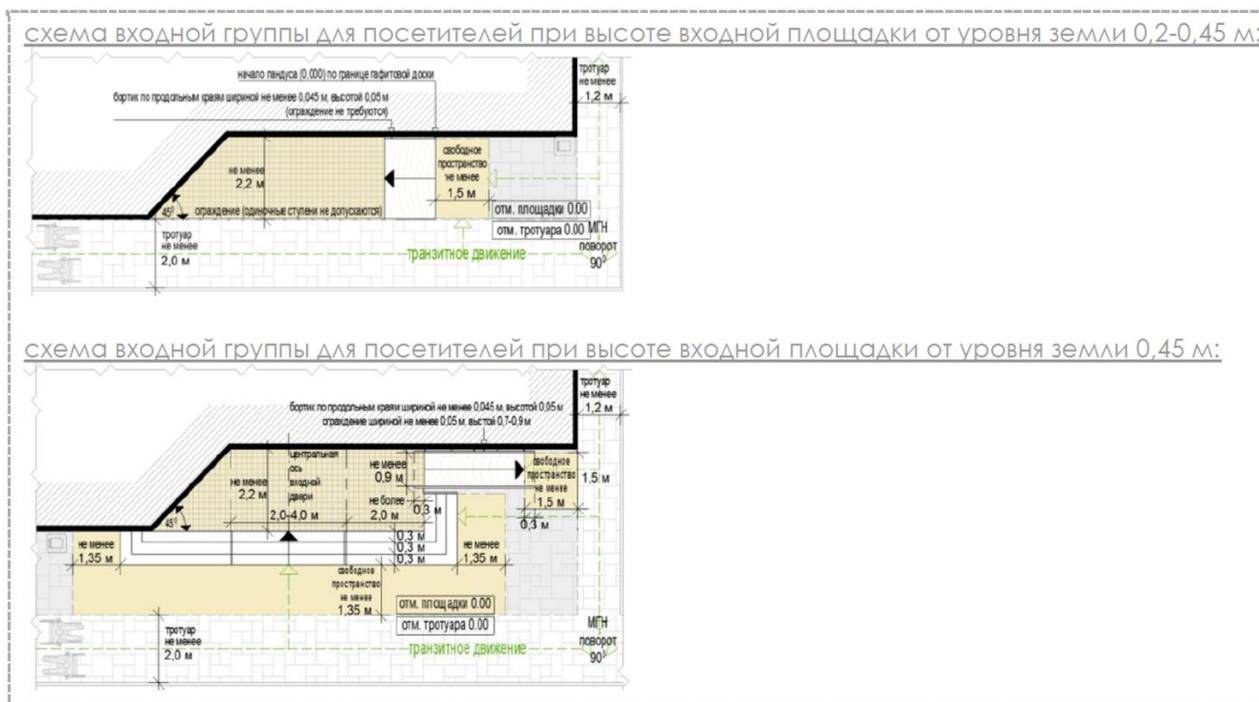 схема входной группы для посетителей при высоте входной площадки от уровня земли 0,2-0,45 м:
начало пандуса (0,000) по границе гафитовой доски
бортик по продольным краям шириной не менее 0,045 м, высотой 0,05 м
(ограждение не требуются)
тротуар
не менее
1,2 м
не менее
2,2 м
свободное
пространство
не менее
1,5 м
45⁰
ограждение (одиночные ступени не допускаются)
отм. площадки 0.00
отм. тротуара 0.00
МГН
поворот
90⁰
тротуар
не менее
2,0 м
транзитное движение
схема входной группы для посетителей при высоте входной площадки от уровня земли 0,45 м:
бортик по продольным краям шириной не менее 0,045 м, высотой 0,05 м
ограждение шириной не менее 0,05 м, выстой 0,7-0,9 м
тротуар
не менее
1,2 м
центральная
ось
входной
двери
не менее
2,2 м
не менее
0,9 м
свободное
пространство
не менее
1,5 м
1,5 м
45⁰
2,0-4,0 м
не более
2,0 м
0,3 м
0,3 м
0,3 м
0,3 м
0,3 м
не менее
1,35 м
не менее
1,35 м
свободное
пространство
не менее
1,35 м
отм. площадки 0.00
отм. тротуара 0.00
МГН
поворот
90⁰
тротуар
не менее
2,0 м
транзитное движение